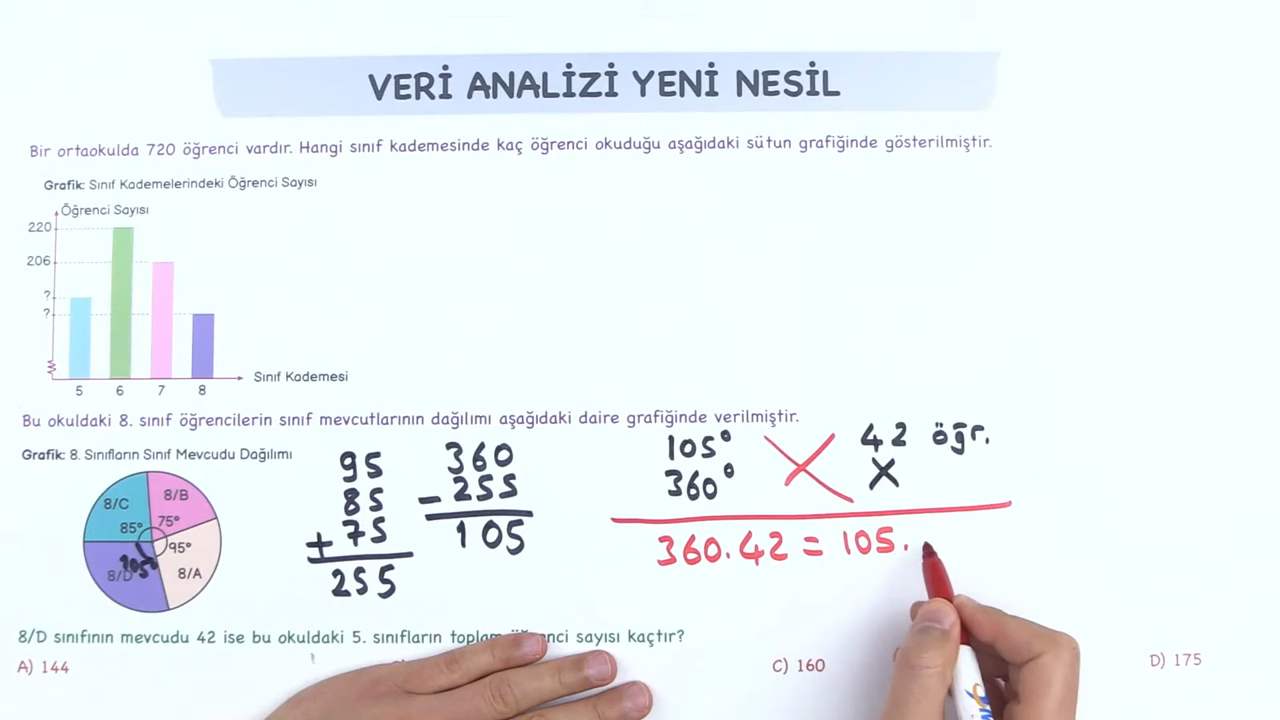 VERİ ANALİZİ YENİ NESİL
Bir ortaokulda 720 öğrenci vardır. Hangi sınıf kademesinde kaç öğrenci okuduğu aşağıdaki sütun grafiğinde gösterilmiştir.
Grafik: Sınıf Kademelerindeki Öğrenci Sayısı
Öğrenci Sayısı
220
206
?
?
5 6 7 8
Sınıf Kademesi
Bu okuldaki 8. sınıf öğrencilerin sınıf mevcutlarının dağılımı aşağıdaki daire grafiğinde verilmiştir.
Grafik: 8. Sınıfların Sınıf Mevcudu Dağılımı
8/C 8/B
85° 75°
95°
8/D 105° 8/A
95
85
+ 75
255
360
- 255
105
105° 42 öğr.
360° X
360.42 = 105.
8/D sınıfının mevcudu 42 ise bu okuldaki 5. sınıfların toplam sayısı kaçtır?
A) 144 C) 160 D) 175